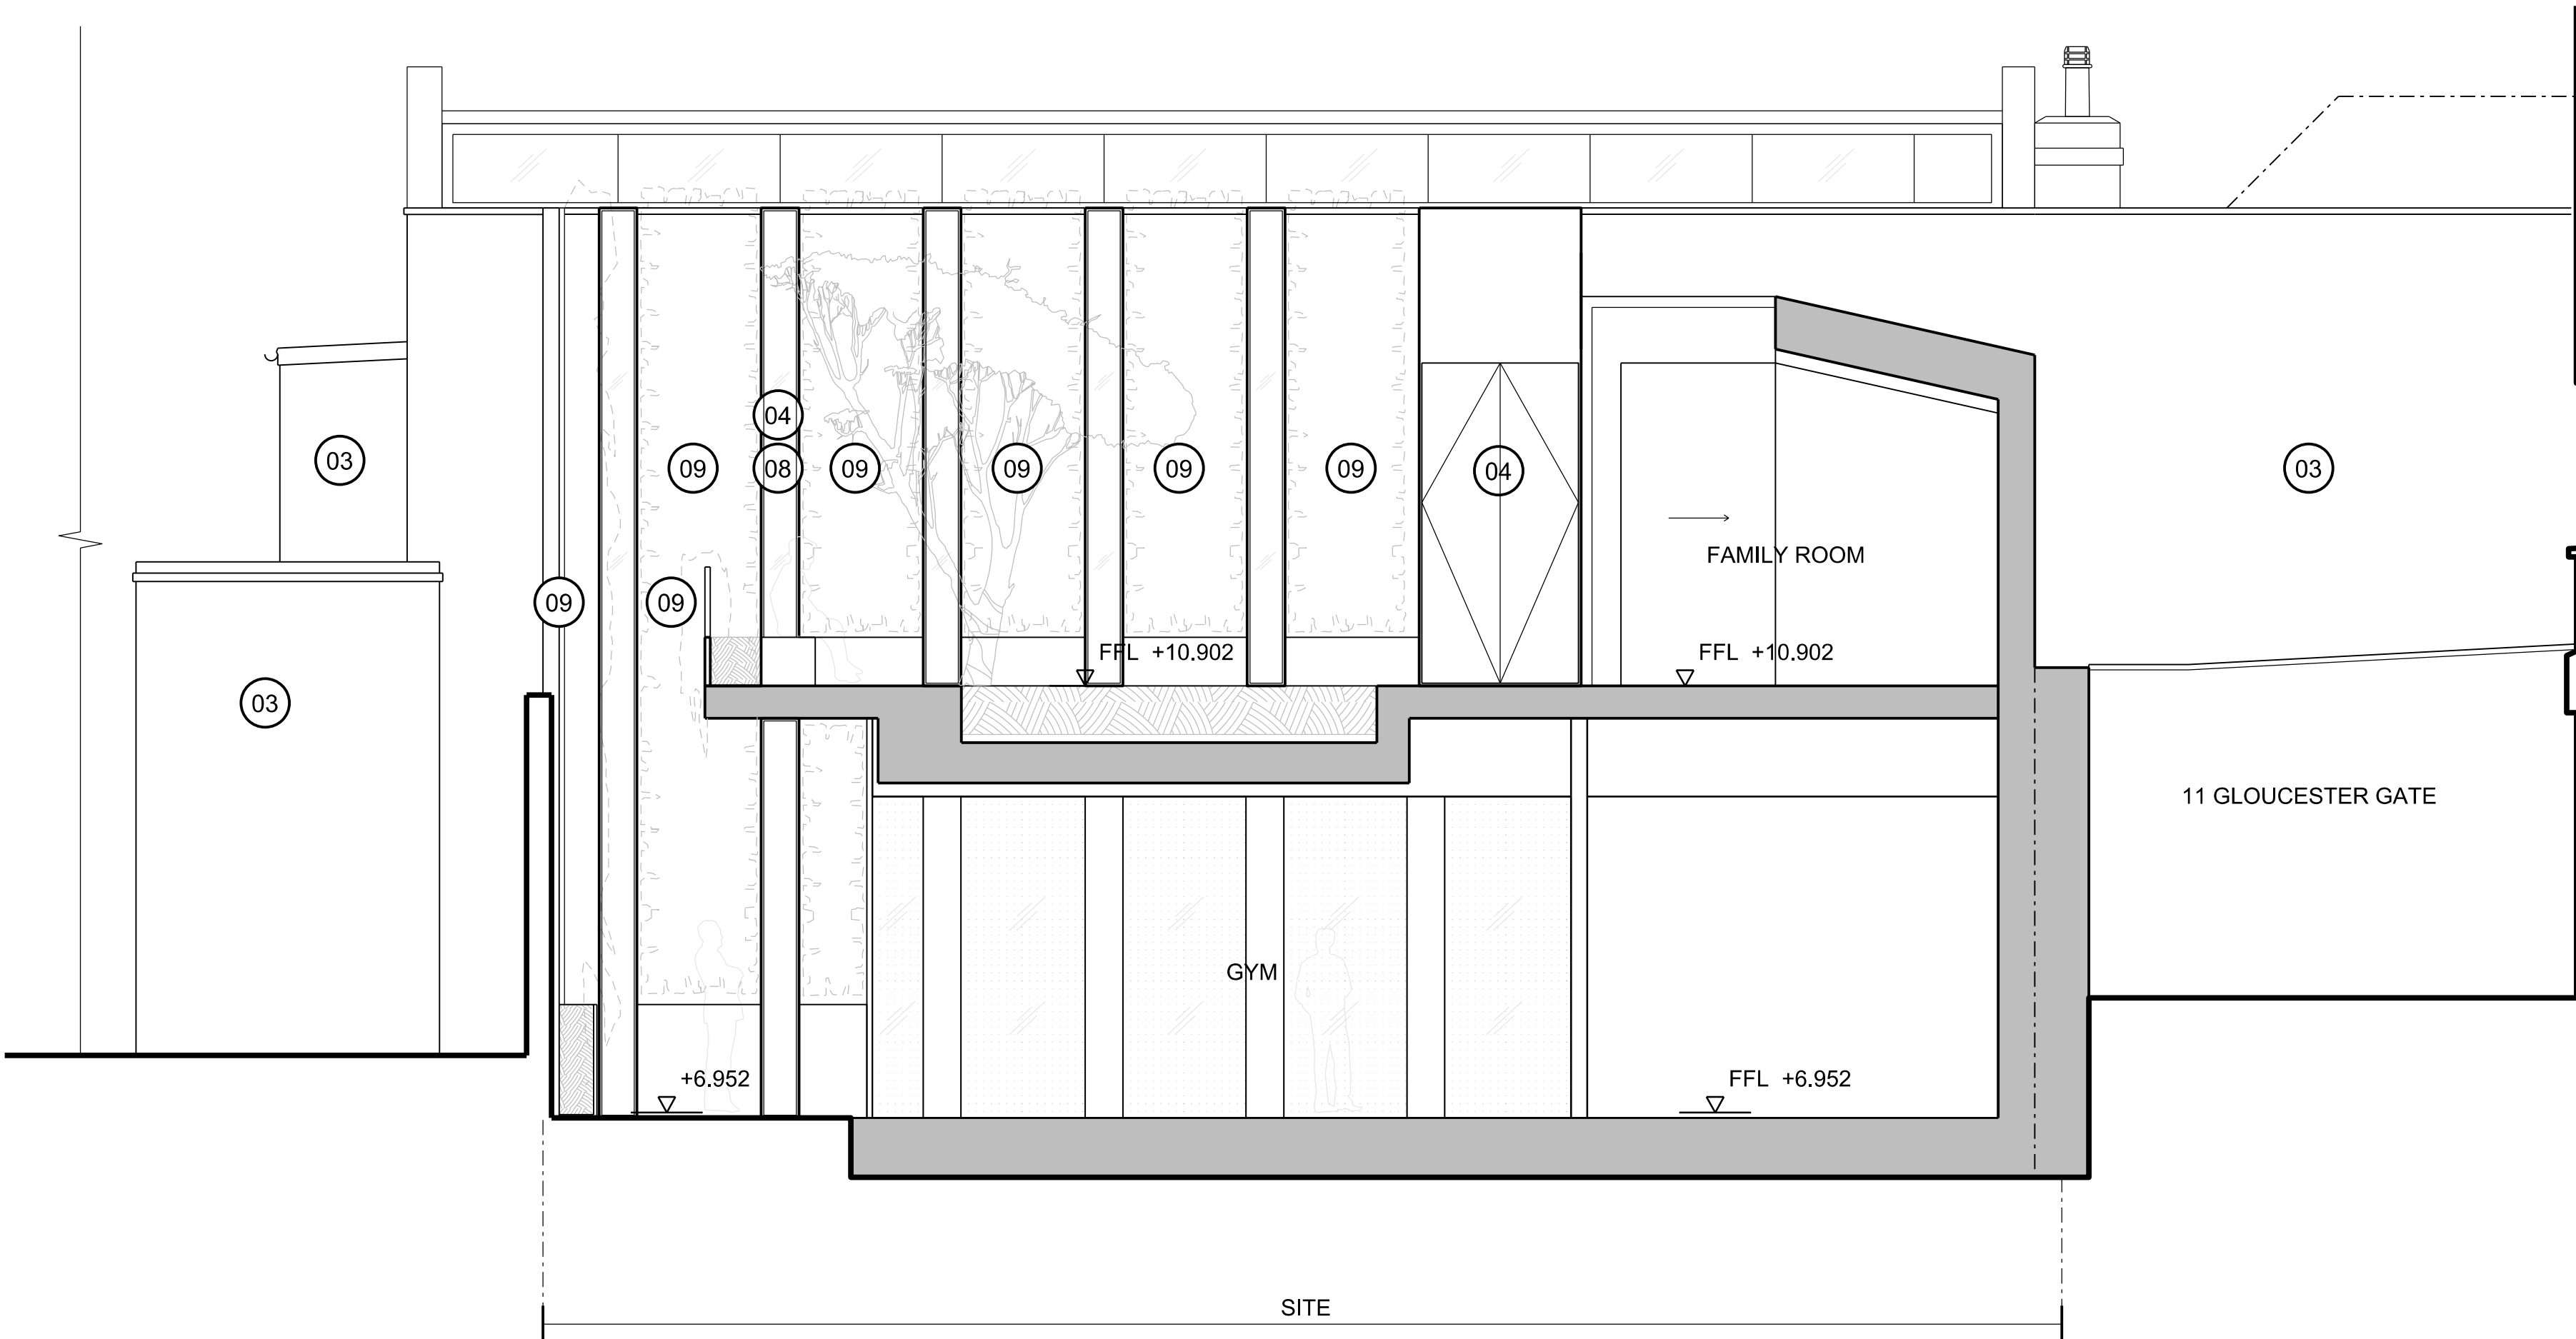 04
03
09
08
09
09
09
09
04
03
FAMILY ROOM
09
09
FFL +10.902
FFL +10.902
03
11 GLOUCESTER GATE
GYM
+6.952
FFL +6.952
SITE